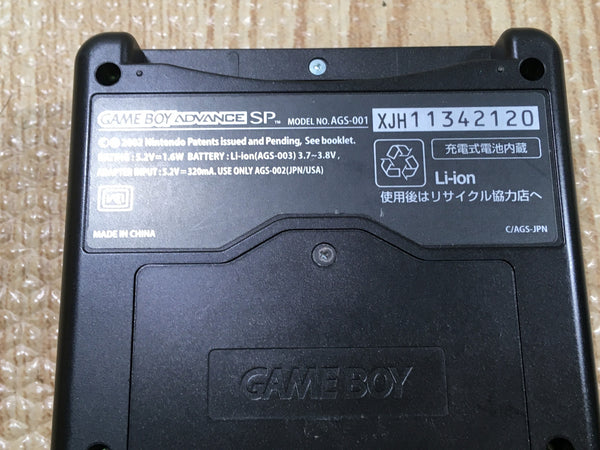 GAME BOY ADVANCE SP™ MODEL NO. AGS-001 XJH11342120
© 2002 Nintendo Patents Issued and Pending, See booklet.
RATING : 5.2V⎓1.6W BATTERY : Li-ion(AGS-003) 3.7~3.8V ,
ADAPTER INPUT : 5.2V⎓320mA. USE ONLY AGS-002(JPN/USA)
充電式電池内蔵
Li-ion
使用後はリサイクル協力店へ
MADE IN CHINA
C/AGS-JPN
GAME BOY